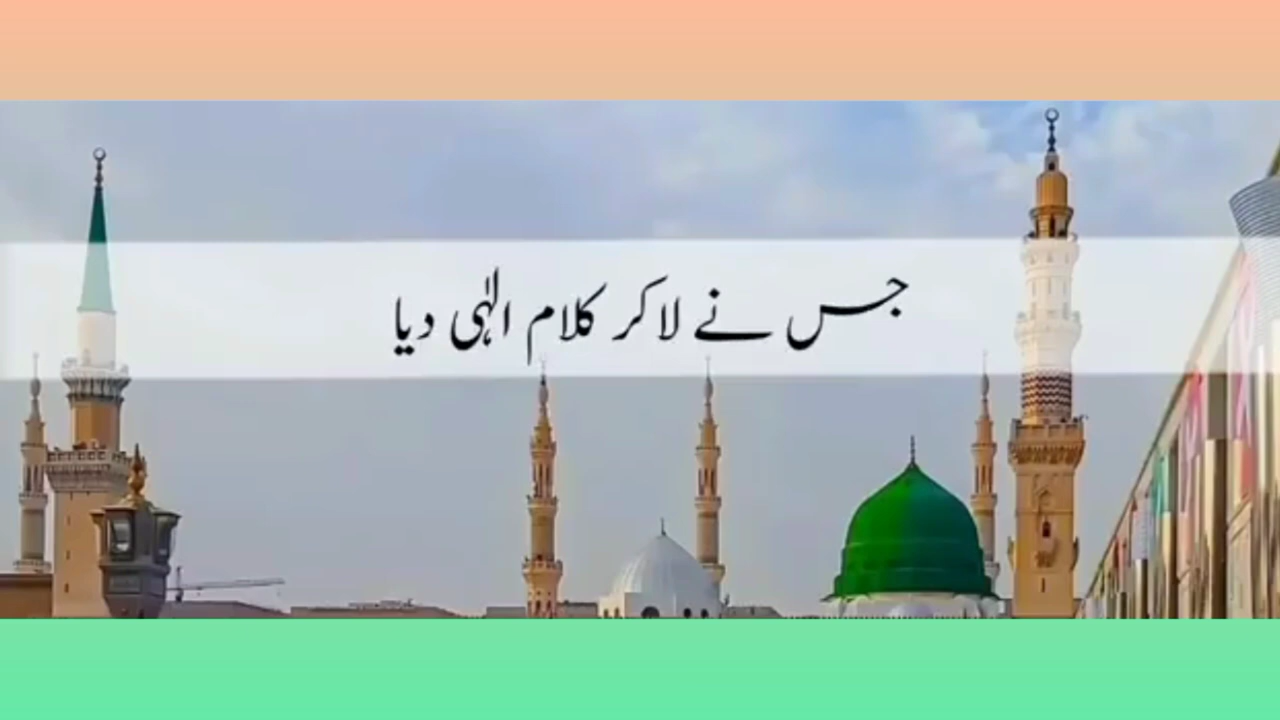 جس نے لا کر کلام الٰہی دیا